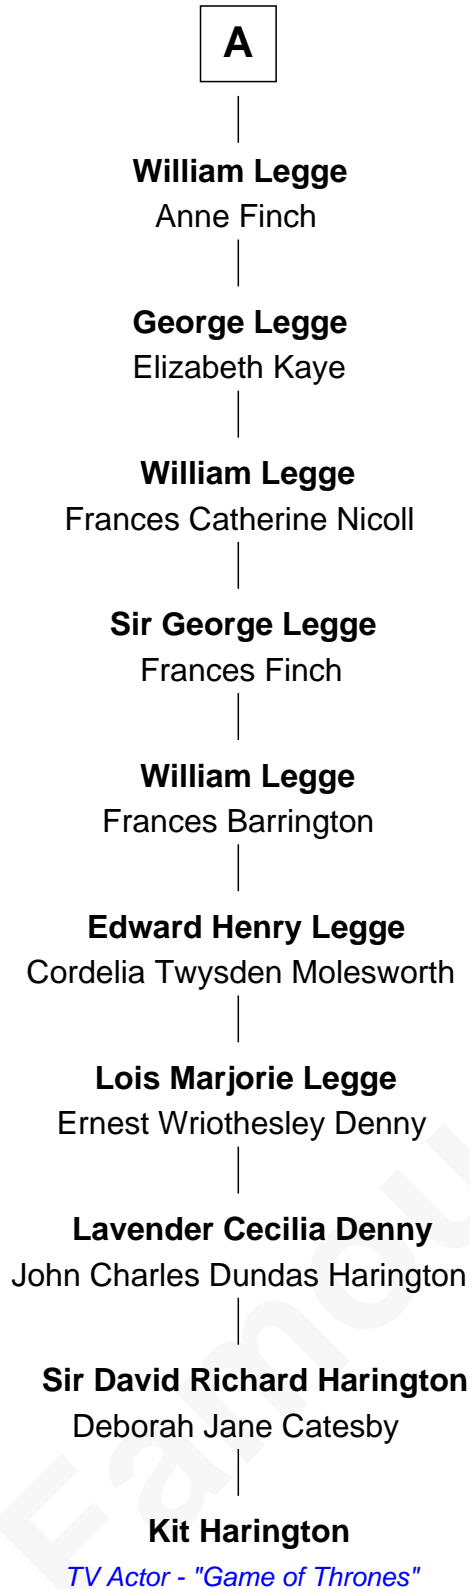 A
William Legge
Anne Finch
George Legge
Elizabeth Kaye
William Legge
Frances Catherine Nicoll
Sir George Legge
Frances Finch
William Legge
Frances Barrington
Edward Henry Legge
Cordelia Twysden Molesworth
Lois Marjorie Legge
Ernest Wriothesley Denny
Lavender Cecilia Denny
John Charles Dundas Harington
Sir David Richard Harington
Deborah Jane Catesby
Kit Harington
TV Actor - "Game of Thrones"
Famou